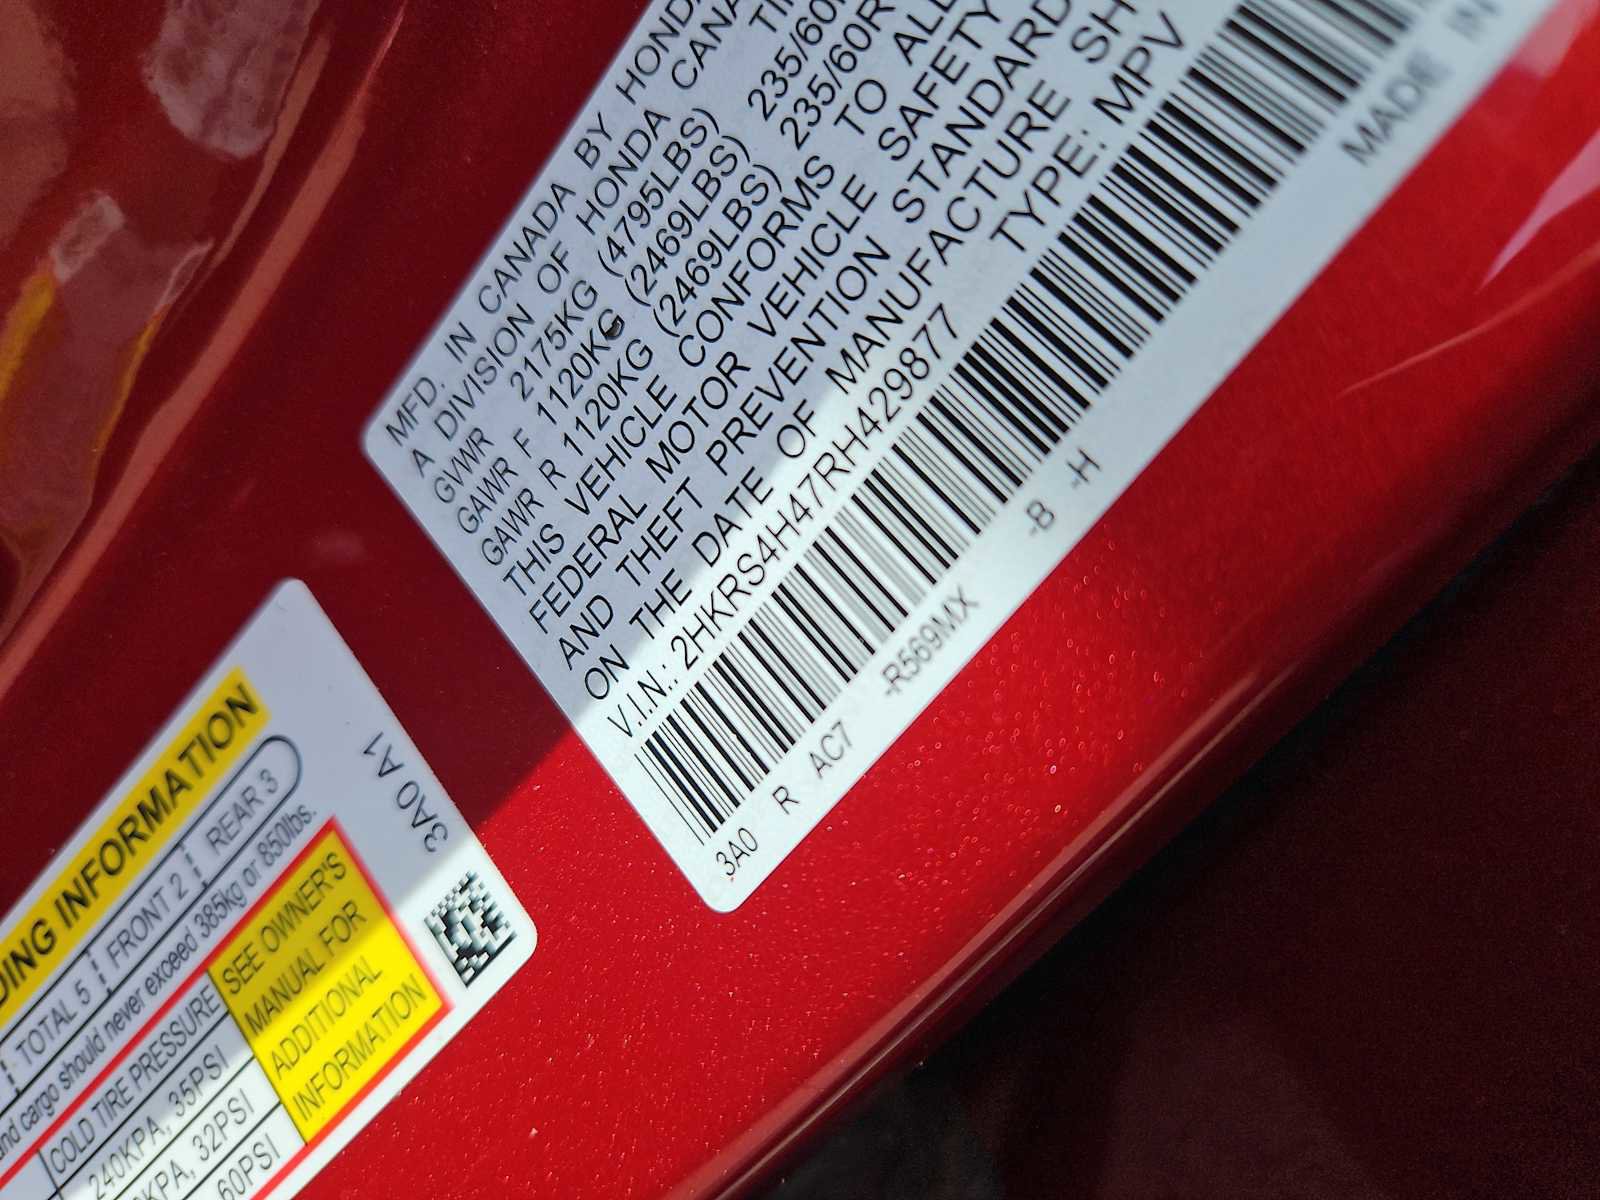 MFD. IN CANADA BY HONDA
A DIVISION OF HONDA CANA
GVWR 2175KG (4795LBS)
GAWR F 1120KG (2469LBS) 235/60R
GAWR R 1120KG (2469LBS) 235/60R
THIS VEHICLE CONFORMS TO ALL
FEDERAL MOTOR VEHICLE SAFETY
AND THEFT PREVENTION STANDARD
ON THE DATE OF MANUFACTURE SH
V.I.N.: 2HKRS4H47RH429877 TYPE: MPV
3A0 R AC7 -R569MX -B -H MADE IN
DING INFORMATION
TOTAL 5 FRONT 2 REAR 3
and cargo should never exceed 385kg or 850lbs.
COLD TIRE PRESSURE
240KPA, 35PSI
KPA, 32PSI
60PSI
SEE OWNER'S
MANUAL FOR
ADDITIONAL
INFORMATION
3A0 A1